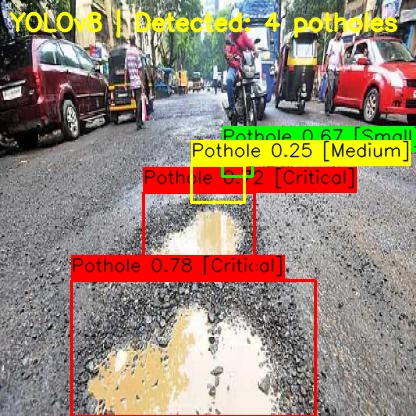 YOLOv8 | Detected: 4 potholes
Pothole 0.67 [Small
Pothole 0.25 [Medium]
Pothole [Critical]
Pothole 0.78 [Critical]